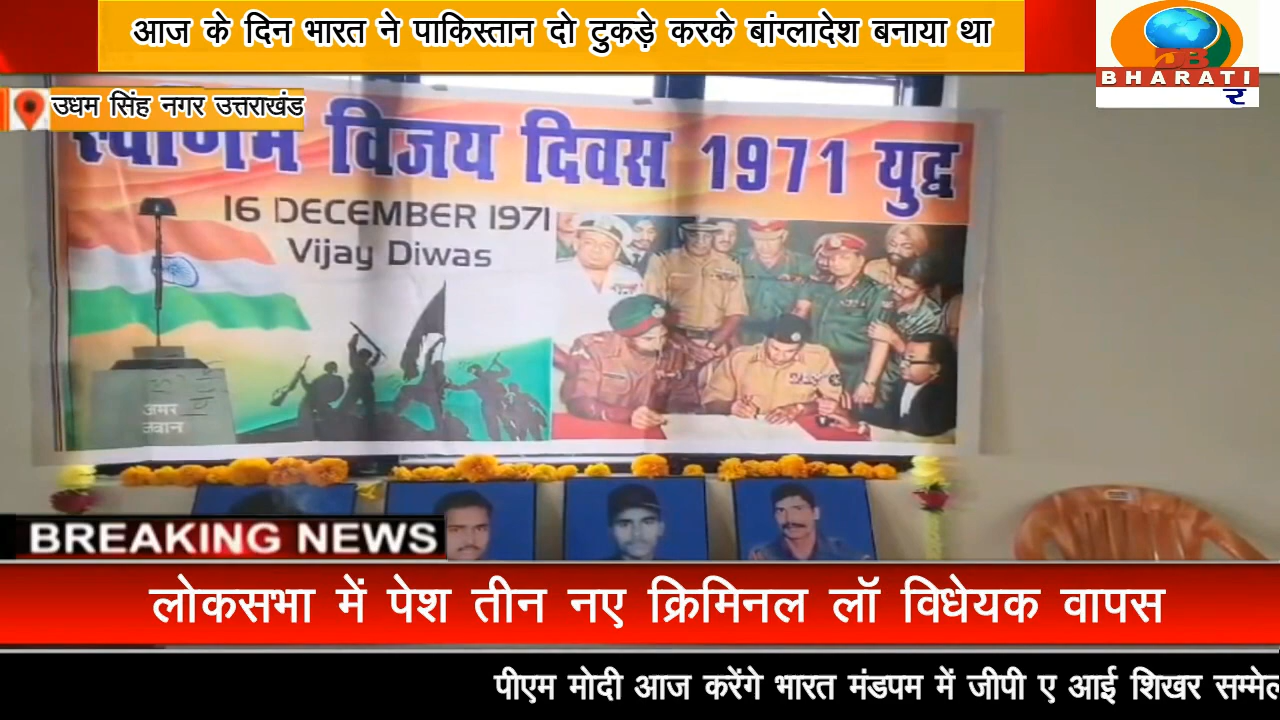 आज के दिन भारत ने पाकिस्तान दो टुकड़े करके बांग्लादेश बनाया था
DB
BHARATI
र
उधम सिंह नगर उत्तराखंड
विजय दिवस 1971 युद्ध
16 DECEMBER 1971
Vijay Diwas
जवान
BREAKING NEWS
लोकसभा में पेश तीन नए क्रिमिनल लॉ विधेयक वापस
पीएम मोदी आज करेंगे भारत मंडपम में जीपी ए आई शिखर